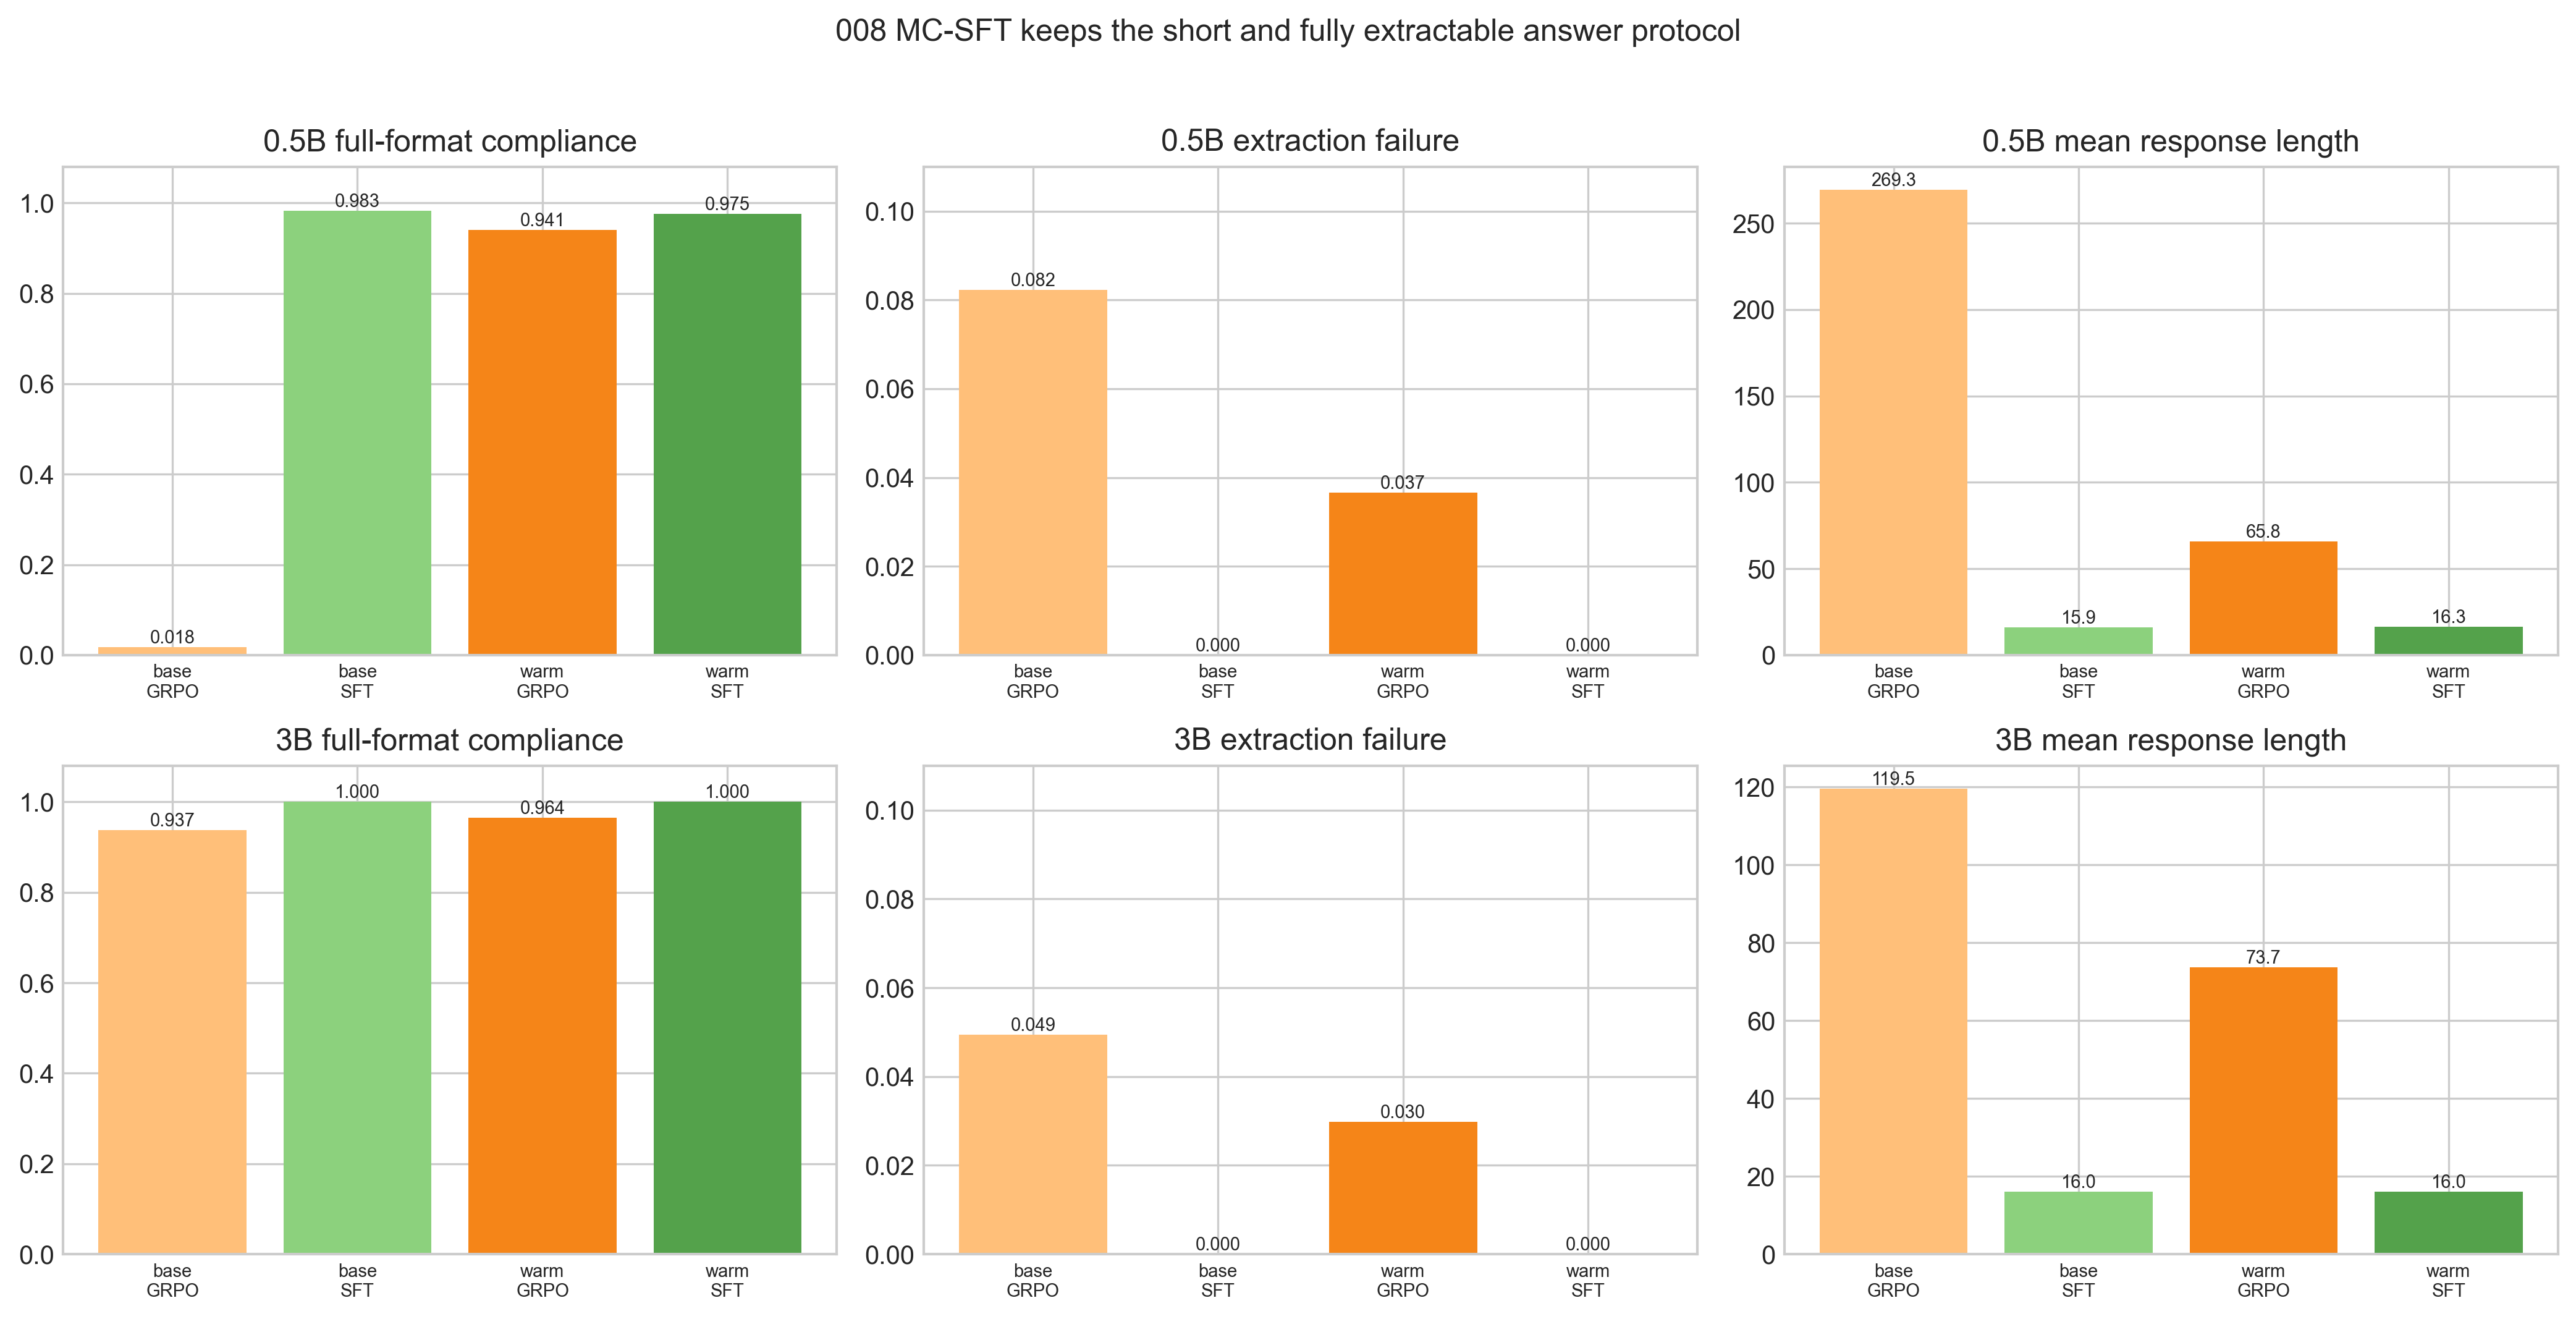 008 MC-SFT keeps the short and fully extractable answer protocol
0.5B full-format compliance
1.0
0.8
0.6
0.4
0.2
0.0
0.018
0.983
0.941
0.975
base
GRPO
base
SFT
warm
GRPO
warm
SFT
0.5B extraction failure
0.10
0.08
0.06
0.04
0.02
0.00
0.082
0.000
0.037
0.000
base
GRPO
base
SFT
warm
GRPO
warm
SFT
0.5B mean response length
250
200
150
100
50
0
269.3
15.9
65.8
16.3
base
GRPO
base
SFT
warm
GRPO
warm
SFT
3B full-format compliance
1.0
0.8
0.6
0.4
0.2
0.0
0.937
1.000
0.964
1.000
base
GRPO
base
SFT
warm
GRPO
warm
SFT
3B extraction failure
0.10
0.08
0.06
0.04
0.02
0.00
0.049
0.000
0.030
0.000
base
GRPO
base
SFT
warm
GRPO
warm
SFT
3B mean response length
120
100
80
60
40
20
0
119.5
16.0
73.7
16.0
base
GRPO
base
SFT
warm
GRPO
warm
SFT